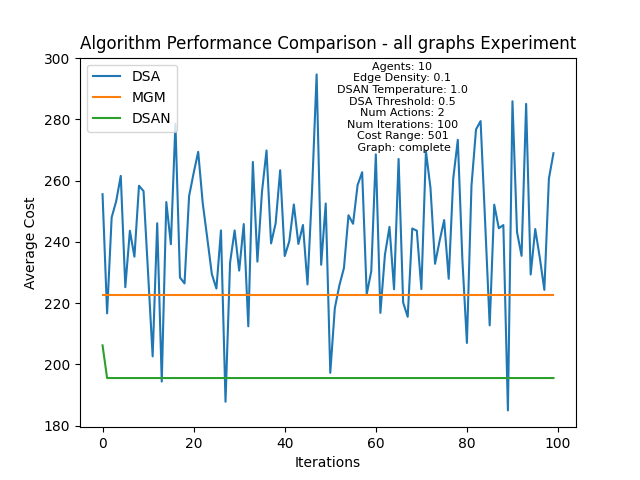 Algorithm Performance Comparison - all graphs Experiment
DSA
MGM
DSAN
Agents: 10
Edge Density: 0.1
DSAN Temperature: 1.0
DSA Threshold: 0.5
Num Actions: 2
Num Iterations: 100
Cost Range: 501
Graph: complete
Average Cost
300
280
260
240
220
200
180
0
20
40
60
80
100
Iterations